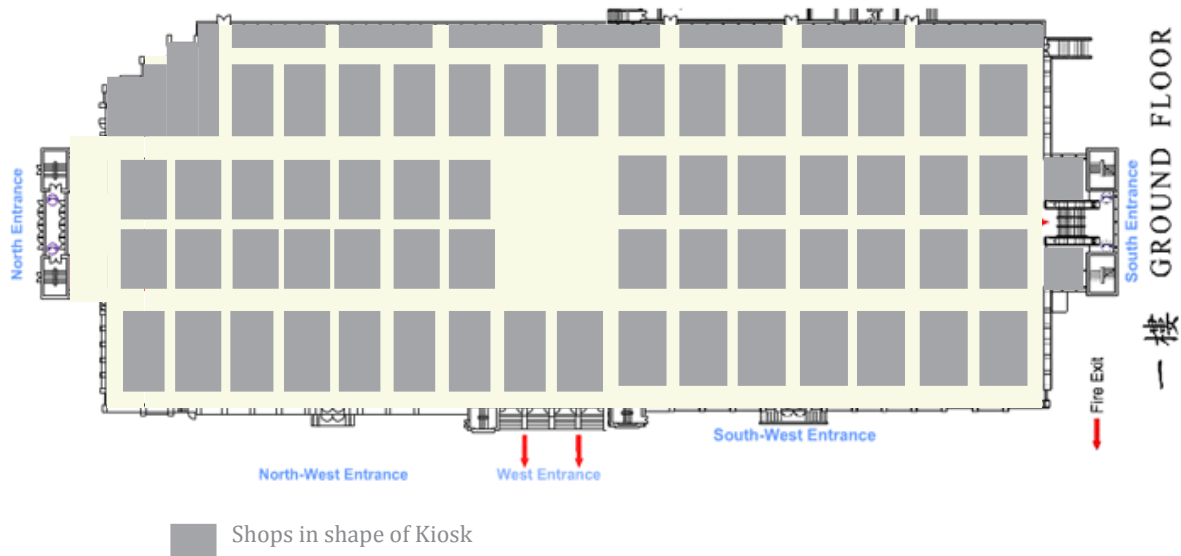 North Entrance
South Entrance
一樓 GROUND FLOOR
Fire Exit
South-West Entrance
North-West Entrance
West Entrance
Shops in shape of Kiosk